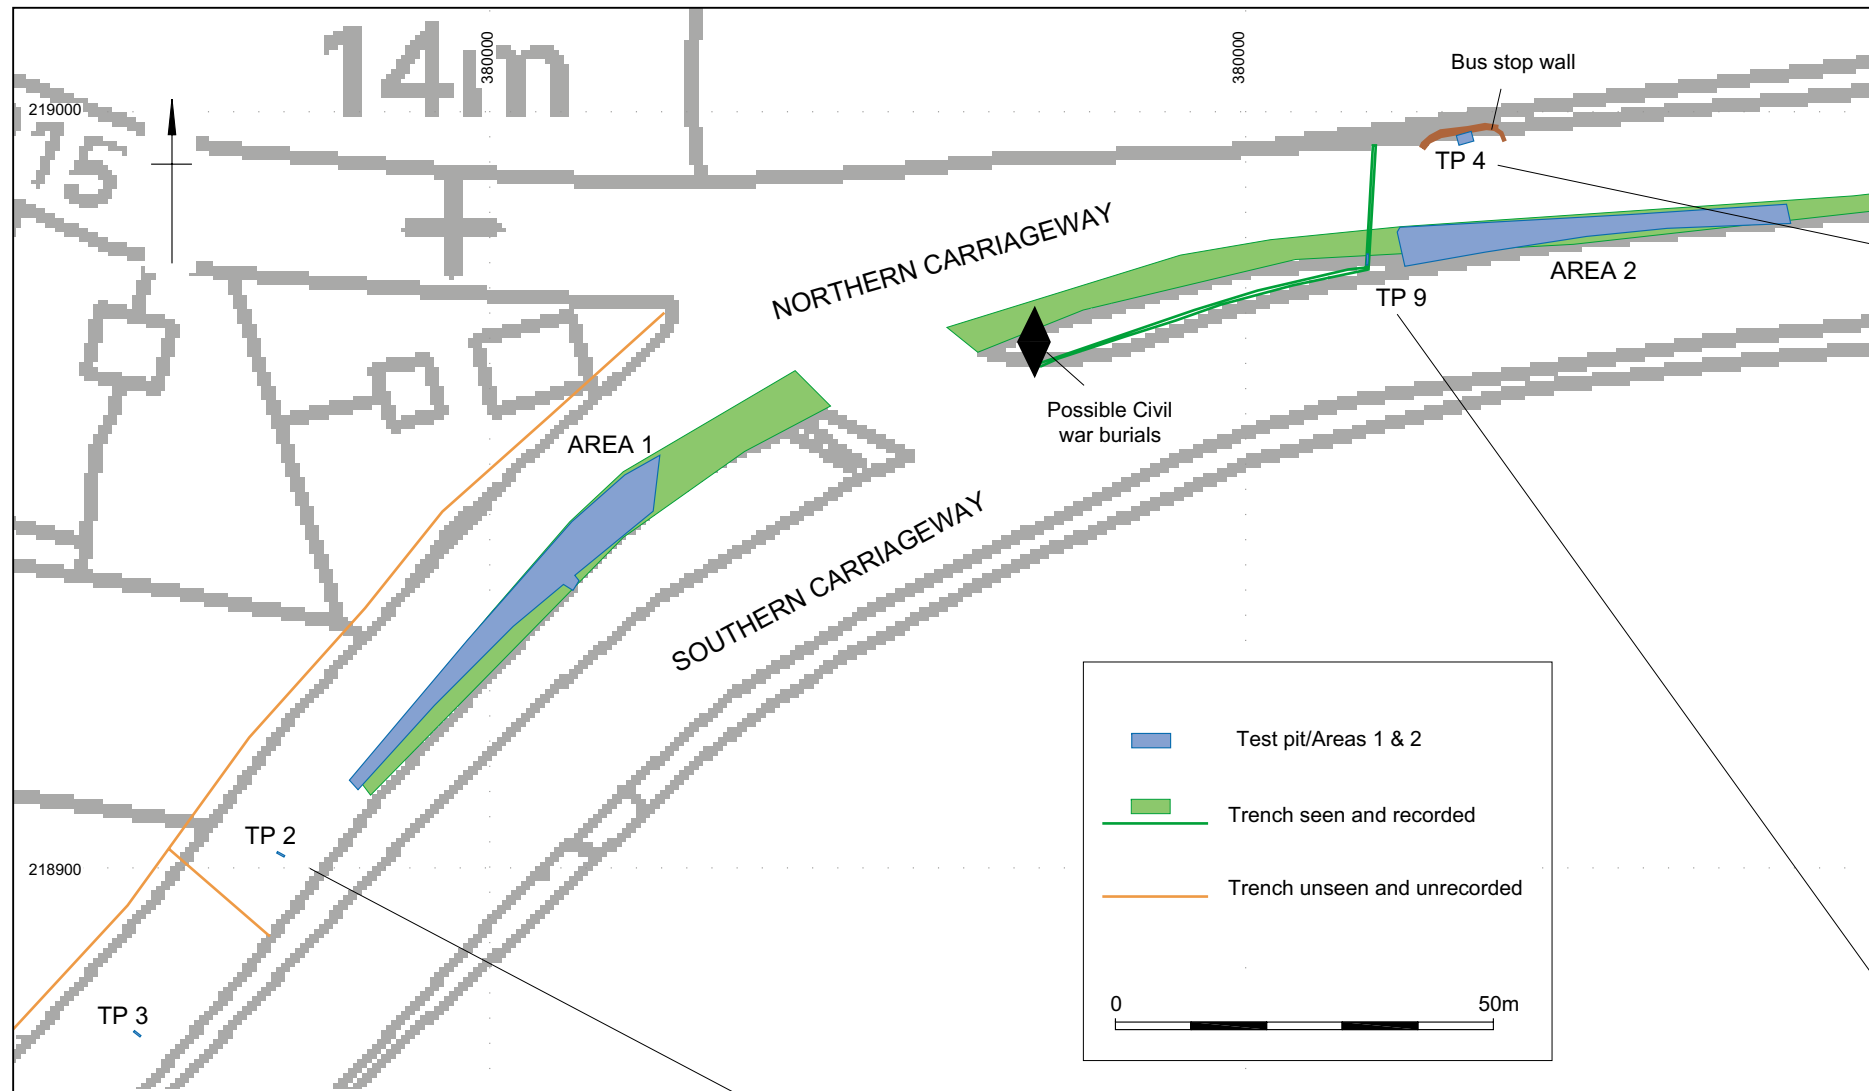 14m
380000
380000
Bus stop wall
219000
75
TP 4
NORTHERN CARRIAGEWAY
AREA 2
TP 9
Possible Civil
war burials
AREA 1
SOUTHERN CARRIAGEWAY
Test pit/Areas 1 & 2
Trench seen and recorded
Trench unseen and unrecorded
TP 2
218900
0 50m
TP 3